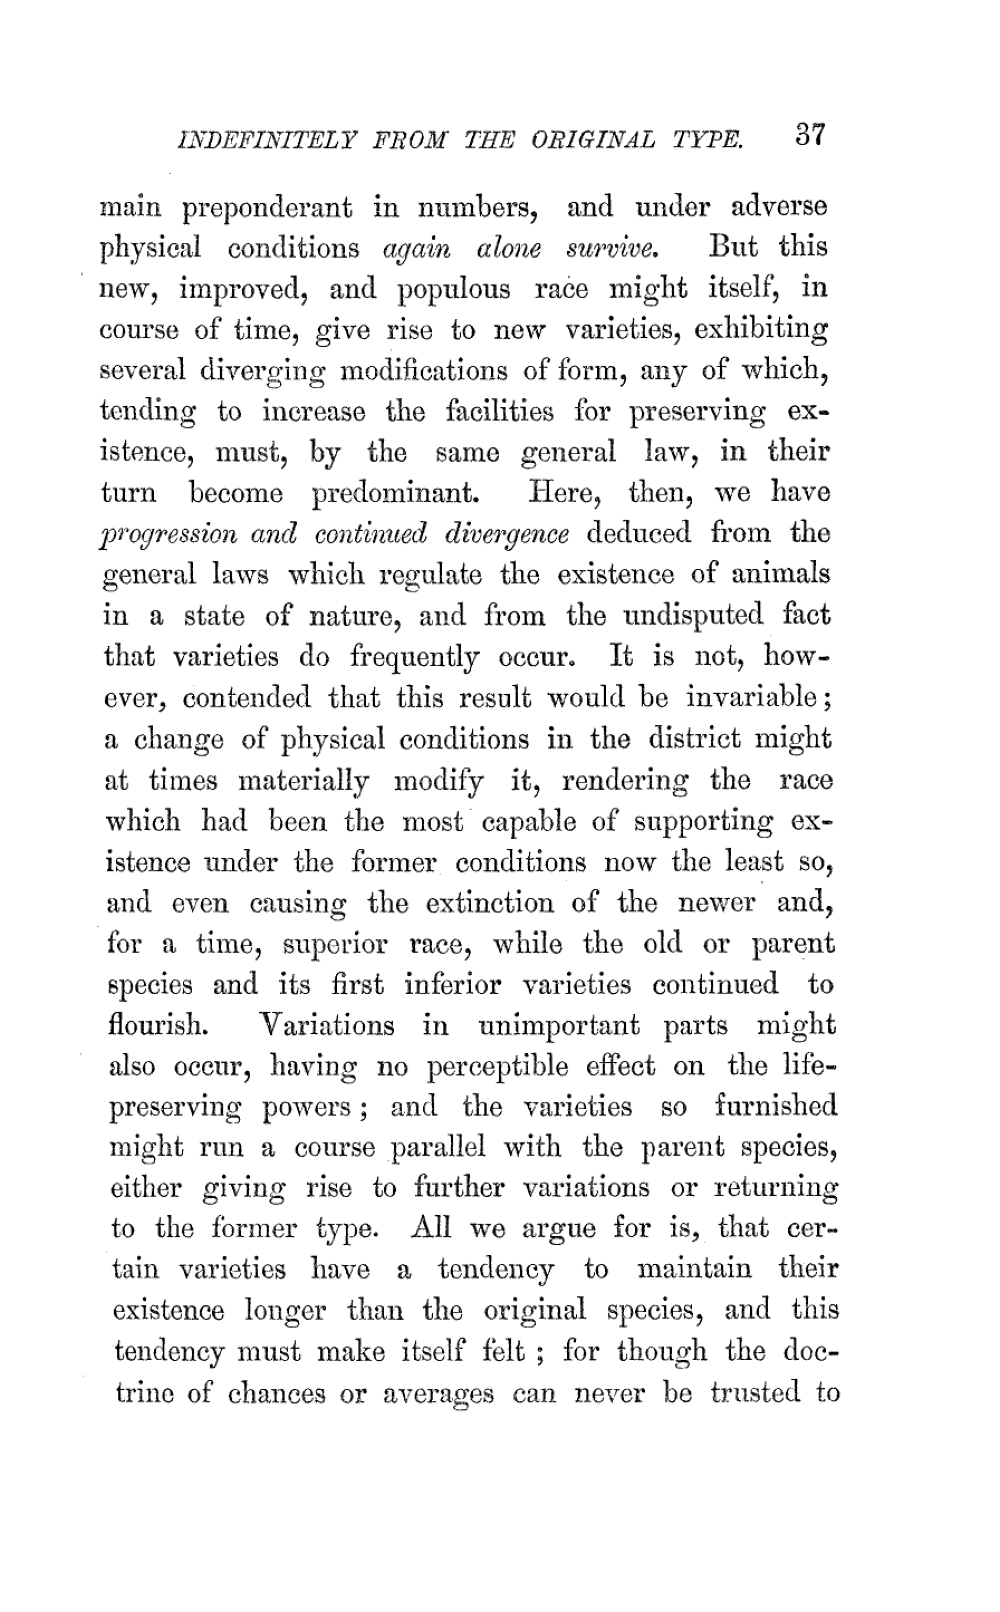 INDEFINITELY FROM THE ORIGINAL TYPE. 37
main preponderant in numbers, and under adverse
physical conditions again alone survive. But this
new, improved, and populous race might itself, in
course of time, give rise to new varieties, exhibiting
several diverging modifications of form, any of which,
tending to increase the facilities for preserving ex-
istence, must, by the same general law, in their
turn become predominant. Here, then, we have
progression and continued divergence deduced from the
general laws which regulate the existence of animals
in a state of nature, and from the undisputed fact
that varieties do frequently occur. It is not, how-
ever, contended that this result would be invariable;
a change of physical conditions in the district might
at times materially modify it, rendering the race
which had been the most capable of supporting ex-
istence under the former conditions now the least so,
and even causing the extinction of the newer and,
for a time, superior race, while the old or parent
species and its first inferior varieties continued to
flourish. Variations in unimportant parts might
also occur, having no perceptible effect on the life-
preserving powers; and the varieties so furnished
might run a course parallel with the parent species,
either giving rise to further variations or returning
to the former type. All we argue for is, that cer-
tain varieties have a tendency to maintain their
existence longer than the original species, and this
tendency must make itself felt; for though the doc-
trine of chances or averages can never be trusted to